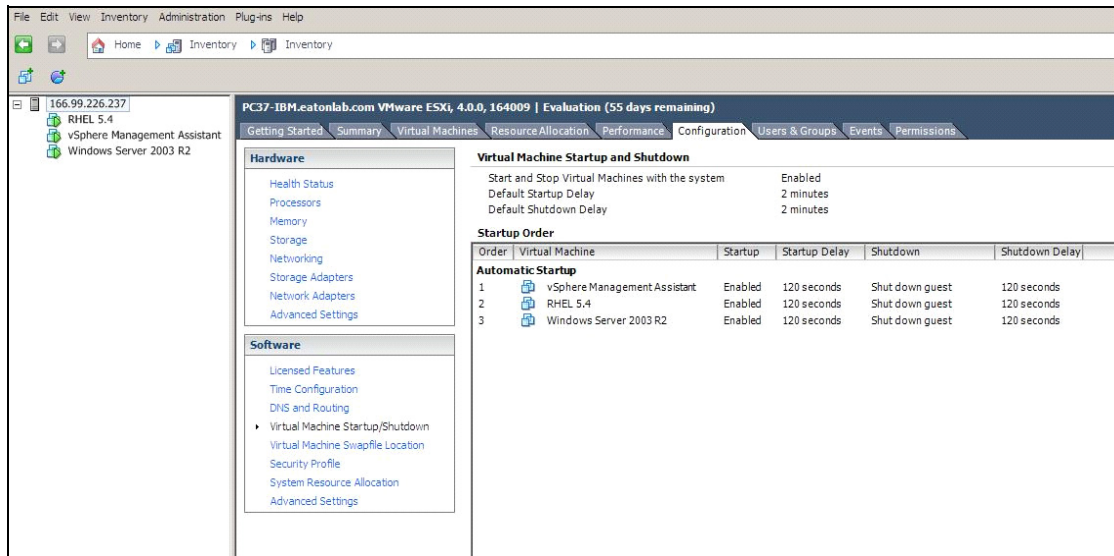 File Edit View Inventory Administration Plug-ins Help
Home Inventory Inventory
166.99.226.237
RHEL 5.4
vSphere Management Assistant
Windows Server 2003 R2
PC37-IBM.eatonlab.com VMware ESXi, 4.0.0, 164009 | Evaluation (55 days remaining)
Getting Started Summary Virtual Machines Resource Allocation Performance Configuration Users & Groups Events Permissions
Hardware
Health Status
Processors
Memory
Storage
Networking
Storage Adapters
Network Adapters
Advanced Settings
Software
Licensed Features
Time Configuration
DNS and Routing
Virtual Machine Startup/Shutdown
Virtual Machine Swapfile Location
Security Profile
System Resource Allocation
Advanced Settings
Virtual Machine Startup and Shutdown
Start and Stop Virtual Machines with the system Enabled
Default Startup Delay 2 minutes
Default Shutdown Delay 2 minutes
Startup Order
Order Virtual Machine Startup Startup Delay Shutdown Shutdown Delay
Automatic Startup
1 vSphere Management Assistant Enabled 120 seconds Shut down guest 120 seconds
2 RHEL 5.4 Enabled 120 seconds Shut down guest 120 seconds
3 Windows Server 2003 R2 Enabled 120 seconds Shut down guest 120 seconds